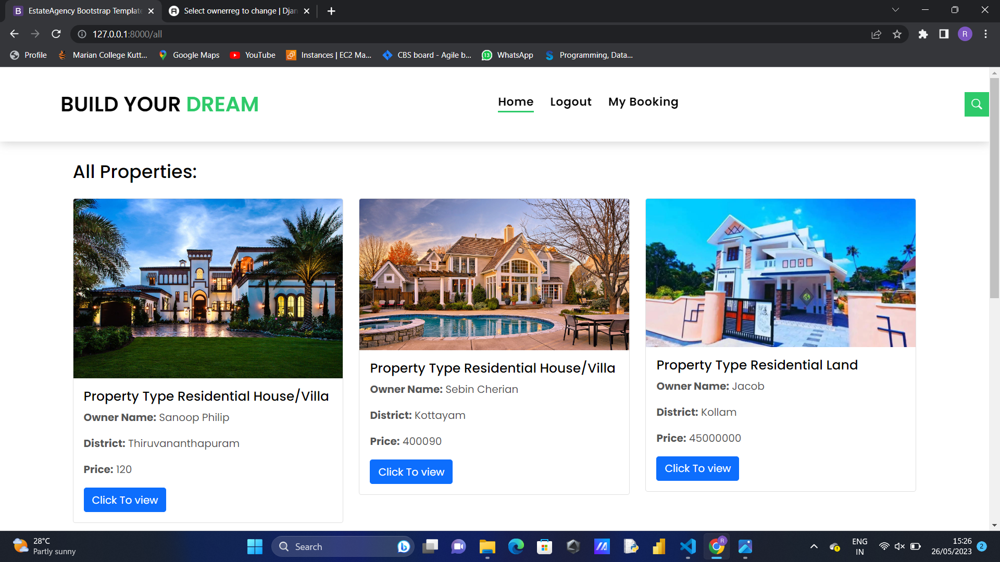 EstateAgency Bootstrap Template
Select ownerreg to change | Djan
127.0.0.1:8000/all
R
Profile
Marian College Kutt...
Google Maps
YouTube
Instances | EC2 Ma...
CBS board - Agile b...
13
WhatsApp
Programming, Data...
BUILD YOUR DREAM
Home
Logout
My Booking
All Properties:
Property Type Residential House/Villa
Owner Name: Sanoop Philip
District: Thiruvananthapuram
Price: 120
Click To view
Property Type Residential House/Villa
Owner Name: Sebin Cherian
District: Kottayam
Price: 400090
Click To view
Property Type Residential Land
Owner Name: Jacob
District: Kollam
Price: 45000000
Click To view
28°C
Partly sunny
Search
R
ENG
IN
15:26
26/05/2023
2